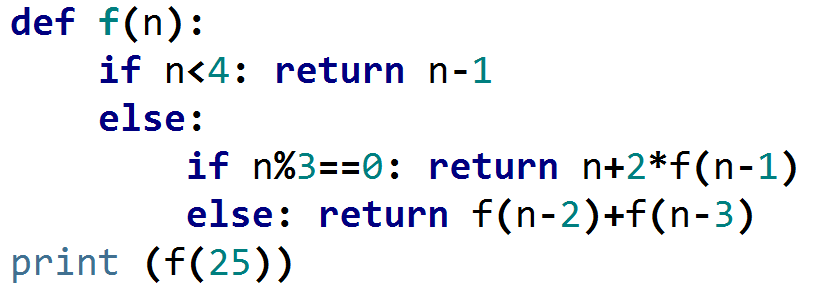 def f(n):
    if n<4: return n-1
    else:
        if n%3==0: return n+2*f(n-1)
        else: return f(n-2)+f(n-3)
print (f(25))